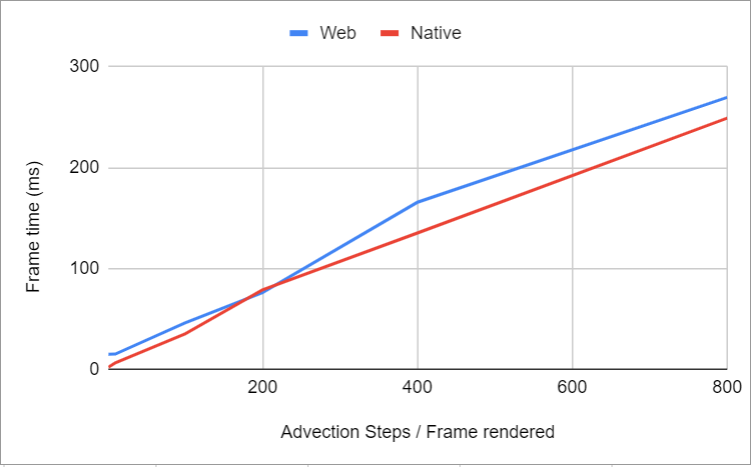 Web Native
300
200
100
0
Frame time (ms)
200 400 600 800
Advection Steps / Frame rendered